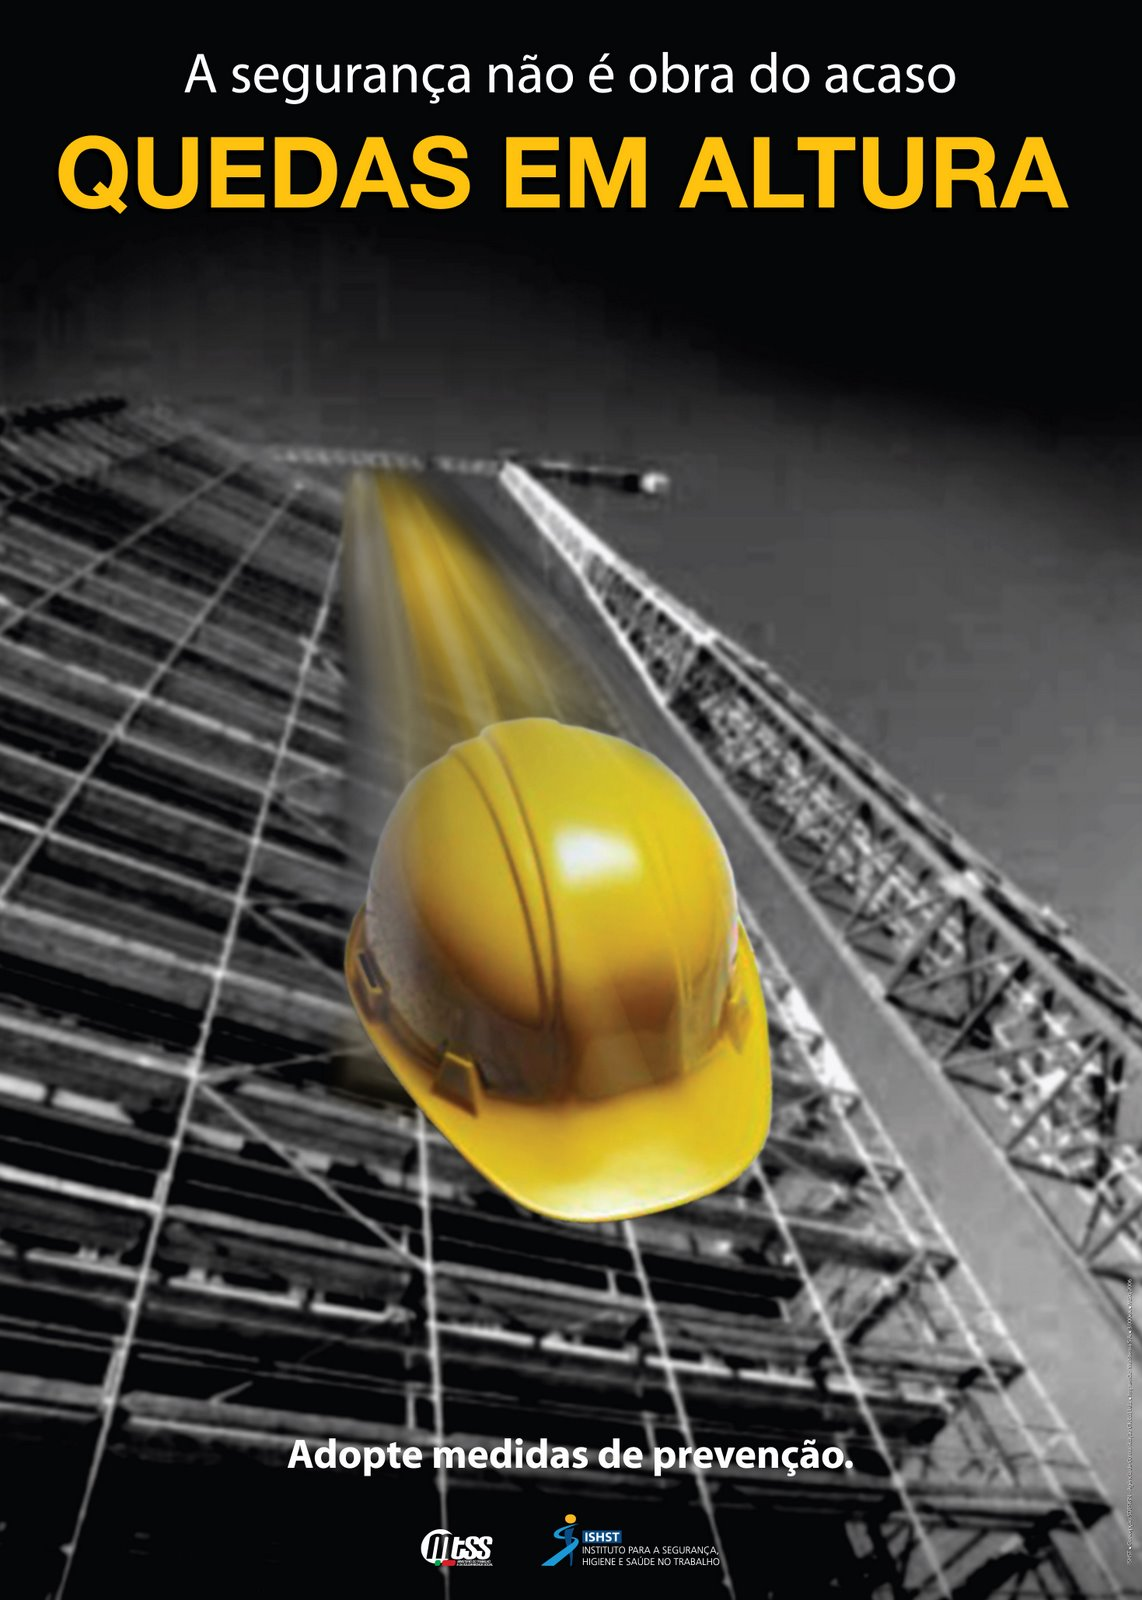 A segurança não é obra do acaso
QUEDAS EM ALTURA
Adopte medidas de prevenção.
mtss
ISHST
INSTITUTO PARA A SEGURANÇA,
HIGIENE E SAÚDE NO TRABALHO